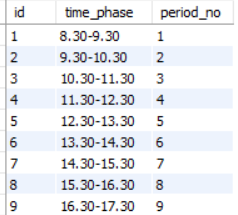 id time_phase period_no
1 8.30-9.30 1
2 9.30-10.30 2
3 10.30-11.30 3
4 11.30-12.30 4
5 12.30-13.30 5
6 13.30-14.30 6
7 14.30-15.30 7
8 15.30-16.30 8
9 16.30-17.30 9